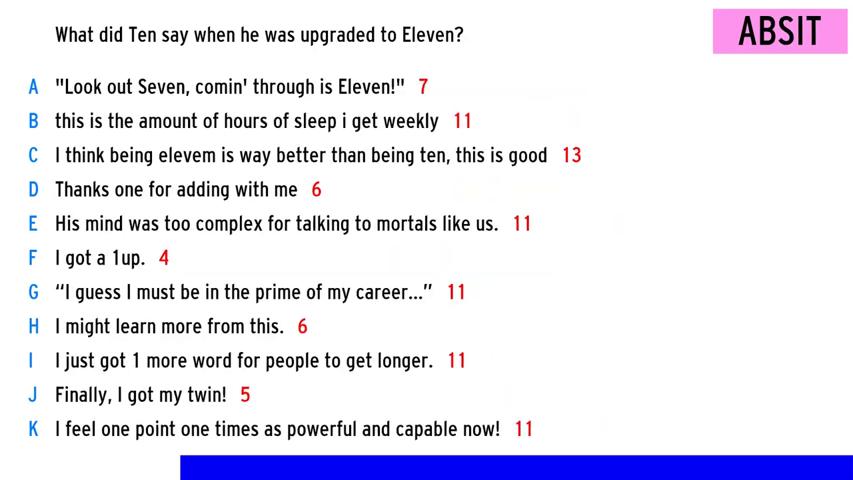 What did Ten say when he was upgraded to Eleven?
ABSIT
A "Look out Seven, comin' through is Eleven!" 7
B this is the amount of hours of sleep i get weekly 11
C I think being elevem is way better than being ten, this is good 13
D Thanks one for adding with me 6
E His mind was too complex for talking to mortals like us. 11
F I got a 1up. 4
G “I guess I must be in the prime of my career...” 11
H I might learn more from this. 6
I I just got 1 more word for people to get longer. 11
J Finally, I got my twin! 5
K I feel one point one times as powerful and capable now! 11